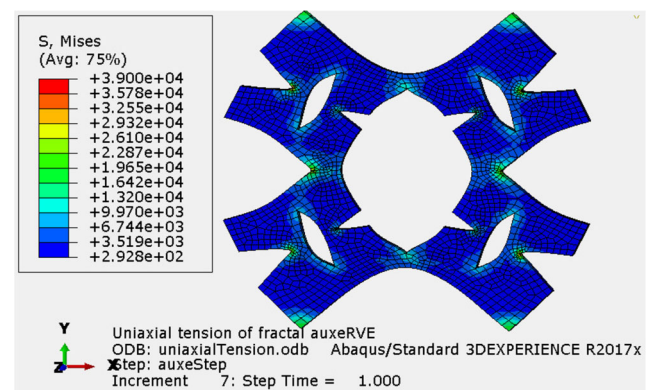 S, Mises
(Avg: 75%)
+3.900e+04
+3.578e+04
+3.255e+04
+2.932e+04
+2.610e+04
+2.287e+04
+1.965e+04
+1.642e+04
+1.320e+04
+9.970e+03
+6.744e+03
+3.519e+03
+2.928e+02
Y
Z X
Uniaxial tension of fractal auxeRVE
ODB: uniaxialTension.odb Abaqus/Standard 3DEXPERIENCE R2017x
Step: auxeStep
Increment 7: Step Time = 1.000